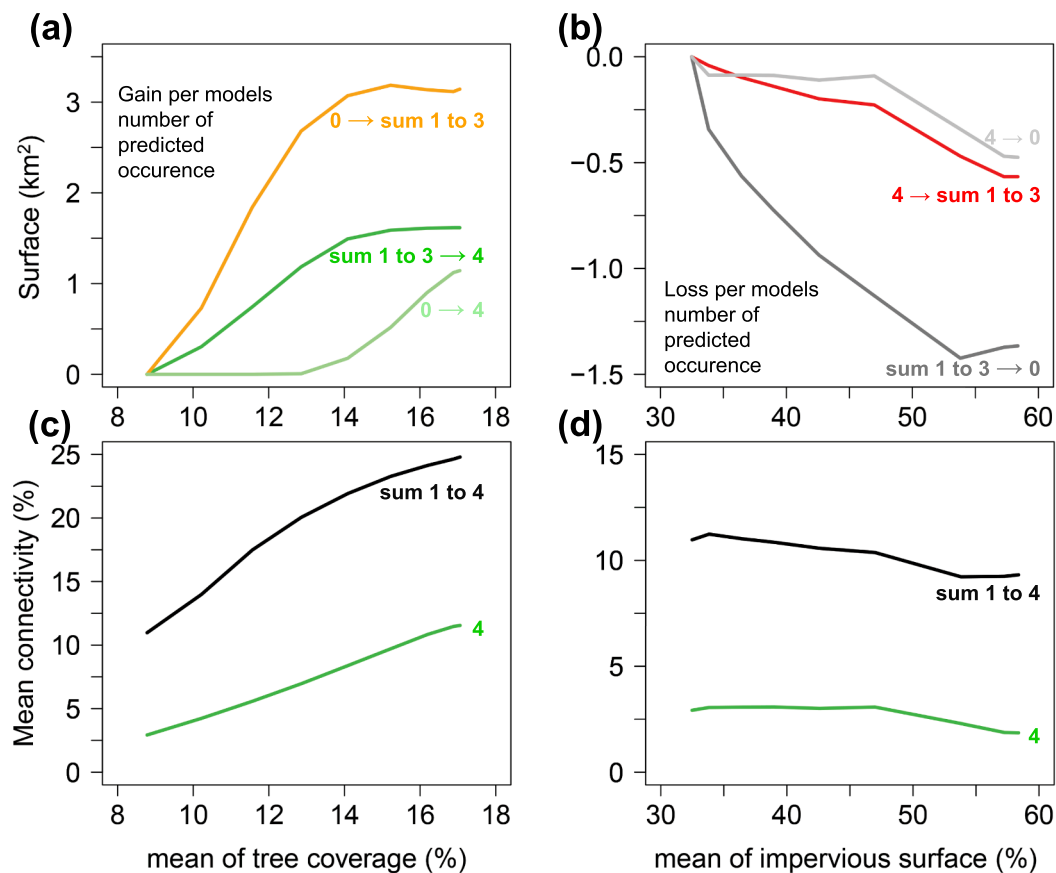 (a)
3
2
1
0
Surface (km²)
Gain per models
number of
predicted
occurence
0 → sum 1 to 3
sum 1 to 3 → 4
0 → 4
8 10 12 14 16 18
(b)
0.0
−0.5
−1.0
−1.5
4 → 0
4 → sum 1 to 3
Loss per models
number of
predicted
occurence
sum 1 to 3 → 0
30 40 50 60
(c)
25
20
15
10
5
0
Mean connectivity (%)
sum 1 to 4
4
8 10 12 14 16 18
mean of tree coverage (%)
(d)
15
10
5
0
sum 1 to 4
4
30 40 50 60
mean of impervious surface (%)